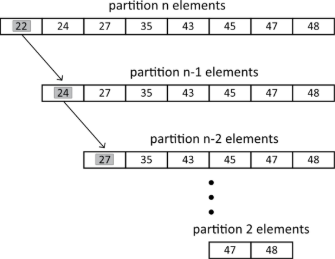 partition n elements
22 24 27 35 43 45 47 48
partition n-1 elements
24 27 35 43 45 47 48
partition n-2 elements
27 35 43 45 47 48
partition 2 elements
47 48